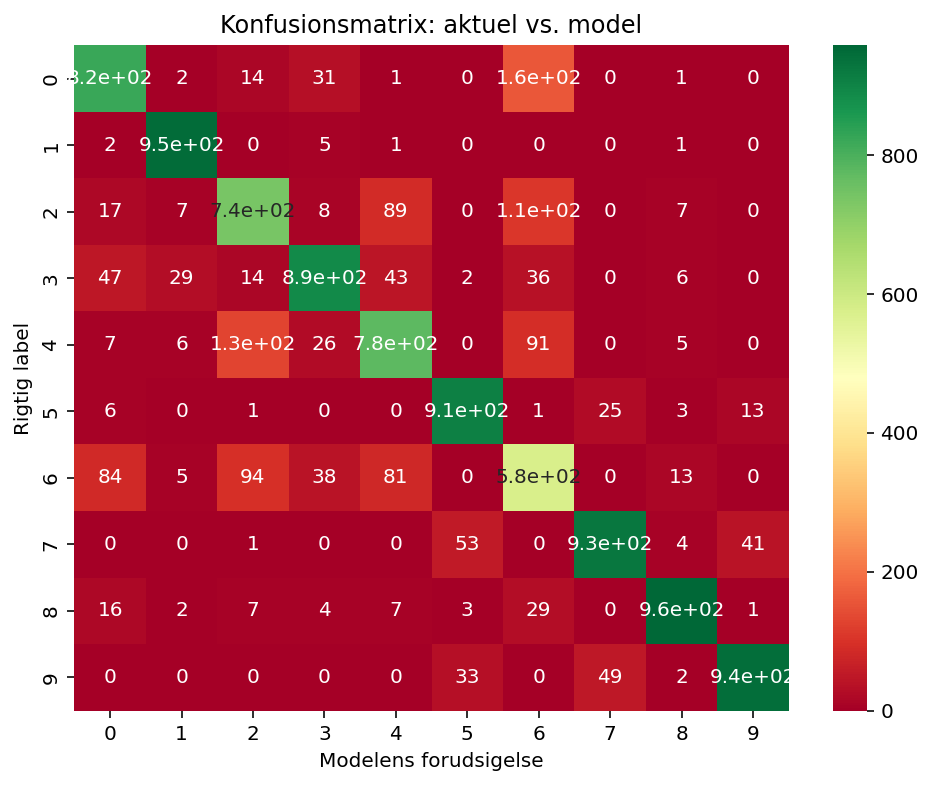 Konfusionsmatrix: aktuel vs. model
0 8.2e+02 2 14 31 1 0 1.6e+02 0 1 0
1 2 9.5e+02 0 5 1 0 0 0 1 0
2 17 7 7.4e+02 8 89 0 1.1e+02 0 7 0
3 47 29 14 8.9e+02 43 2 36 0 6 0
4 7 6 1.3e+02 26 7.8e+02 0 91 0 5 0
5 6 0 1 0 0 9.1e+02 1 25 3 13
6 84 5 94 38 81 0 5.8e+02 0 13 0
7 0 0 1 0 0 53 0 9.3e+02 4 41
8 16 2 7 4 7 3 29 0 9.6e+02 1
9 0 0 0 0 0 33 0 49 2 9.4e+02
0 1 2 3 4 5 6 7 8 9
Rigtig label
Modelens forudsigelse
800
600
400
200
0